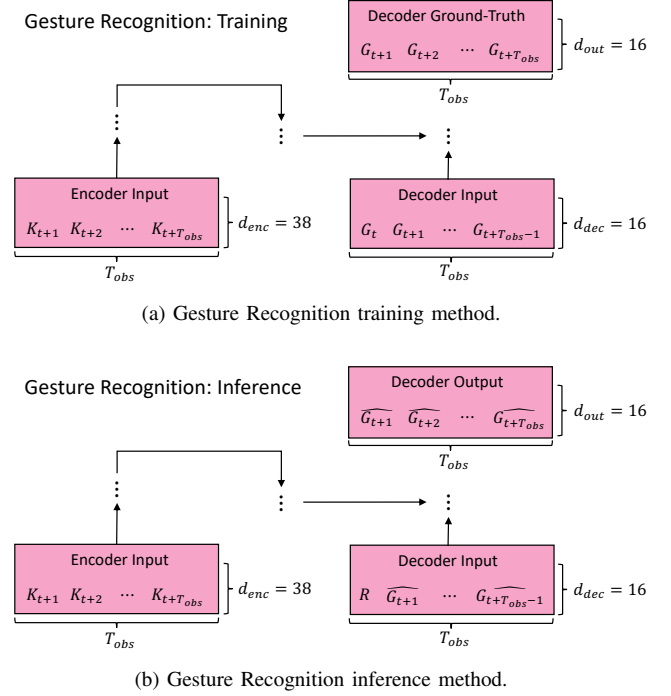 Gesture Recognition: Training
Decoder Ground-Truth
G_{t+1} G_{t+2} ⋯ G_{t+T_{obs}}
d_{out} = 16
T_{obs}
⋮ ⋮ ⋮
Encoder Input
K_{t+1} K_{t+2} ⋯ K_{t+T_{obs}}
d_{enc} = 38
T_{obs}
Decoder Input
G_t G_{t+1} ⋯ G_{t+T_{obs}-1}
d_{dec} = 16
T_{obs}
(a) Gesture Recognition training method.
Gesture Recognition: Inference
Decoder Output
\widehat{G_{t+1}} \widehat{G_{t+2}} ⋯ \widehat{G_{t+T_{obs}}}
d_{out} = 16
T_{obs}
⋮ ⋮ ⋮
Encoder Input
K_{t+1} K_{t+2} ⋯ K_{t+T_{obs}}
d_{enc} = 38
T_{obs}
Decoder Input
R \widehat{G_{t+1}} ⋯ \widehat{G_{t+T_{obs}-1}}
d_{dec} = 16
T_{obs}
(b) Gesture Recognition inference method.